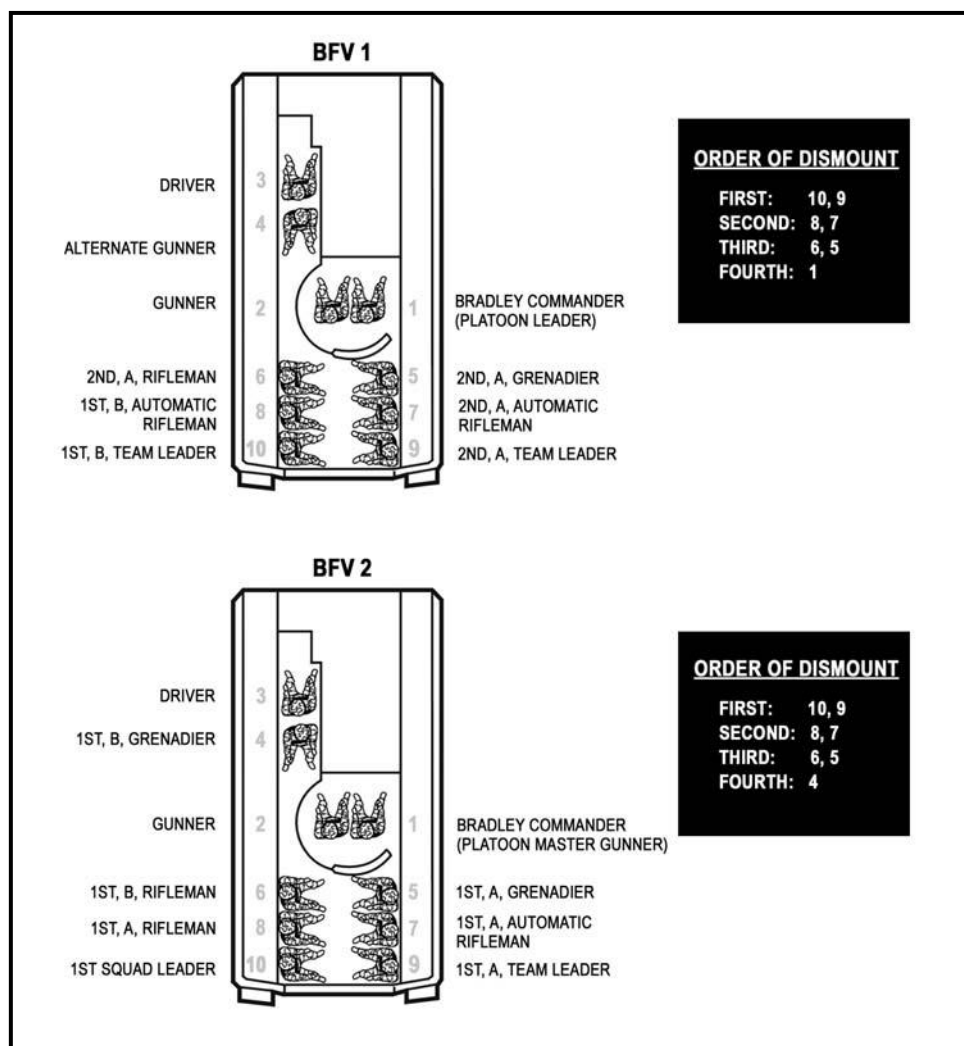 BFV 1
DRIVER
3
4
ALTERNATE GUNNER
GUNNER
2
1
BRADLEY COMMANDER
(PLATOON LEADER)
2ND, A, RIFLEMAN
6
5
2ND, A, GRENADIER
1ST, B, AUTOMATIC
RIFLEMAN
8
7
2ND, A, AUTOMATIC
RIFLEMAN
1ST, B, TEAM LEADER
10
9
2ND, A, TEAM LEADER
ORDER OF DISMOUNT
FIRST: 10, 9
SECOND: 8, 7
THIRD: 6, 5
FOURTH: 1
BFV 2
DRIVER
3
1ST, B, GRENADIER
4
GUNNER
2
1
BRADLEY COMMANDER
(PLATOON MASTER GUNNER)
1ST, B, RIFLEMAN
6
5
1ST, A, GRENADIER
1ST, A, RIFLEMAN
8
7
1ST, A, AUTOMATIC
RIFLEMAN
1ST SQUAD LEADER
10
9
1ST, A, TEAM LEADER
ORDER OF DISMOUNT
FIRST: 10, 9
SECOND: 8, 7
THIRD: 6, 5
FOURTH: 4